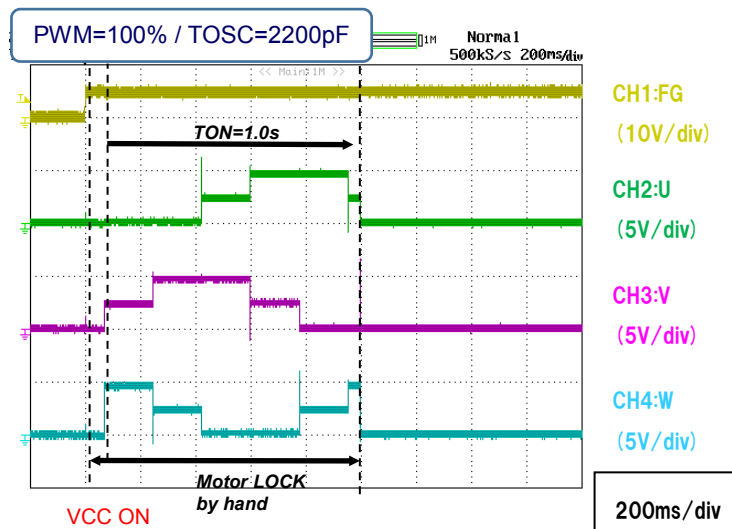 PWM=100% / TOSC=2200pF
1M
Normal
500kS/s 200ms/div
<< Main:1M >>
CH1:FG
(10V/div)
TON=1.0s
CH2:U
(5V/div)
CH3:V
(5V/div)
CH4:W
(5V/div)
Motor LOCK
by hand
VCC ON
200ms/div